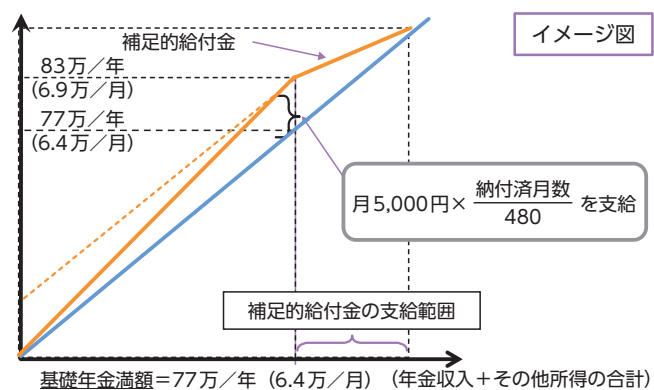 イメージ図
補足的給付金
83万／年
(6.9万／月)
77万／年
(6.4万／月)
月5,000円× 納付済月数 を支給
480
補足的給付金の支給範囲
基礎年金満額＝77万／年（6.4万／月）（年金収入＋その他所得の合計）